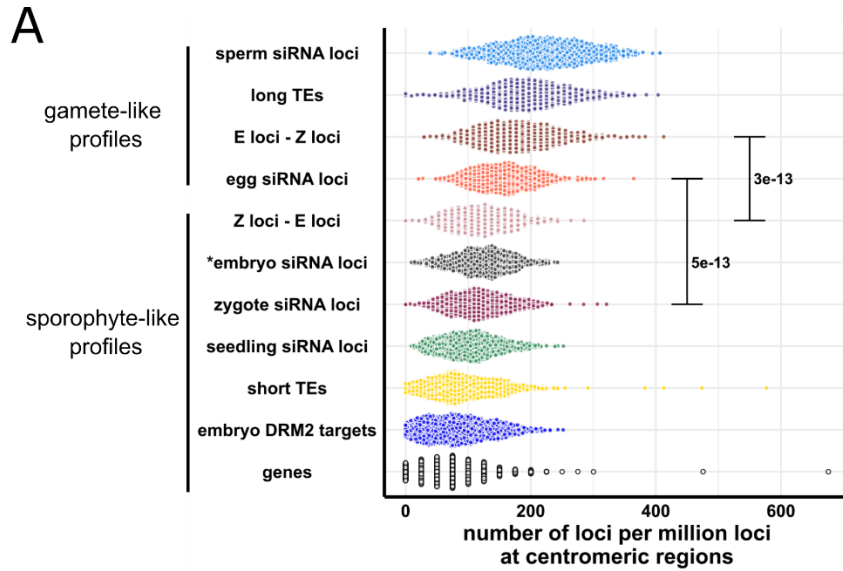 A
gamete-like
profiles
sporophyte-like
profiles
sperm siRNA loci
long TEs
E loci - Z loci
egg siRNA loci
Z loci - E loci
*embryo siRNA loci
zygote siRNA loci
seedling siRNA loci
short TEs
embryo DRM2 targets
genes
3e-13
5e-13
0 200 400 600
number of loci per million loci
at centromeric regions